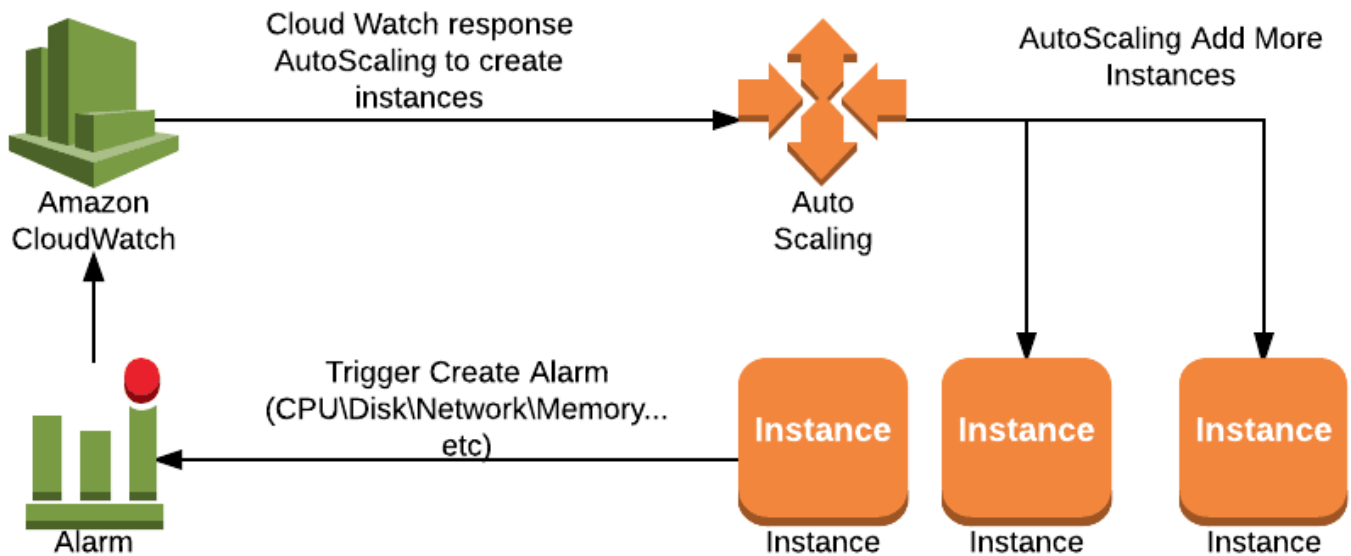 Cloud Watch response
AutoScaling to create
instances
AutoScaling Add More
Instances
Amazon
CloudWatch
Auto
Scaling
Trigger Create Alarm
(CPU\Disk\Network\Memory...
etc)
Instance
Instance
Instance
Alarm
Instance
Instance
Instance